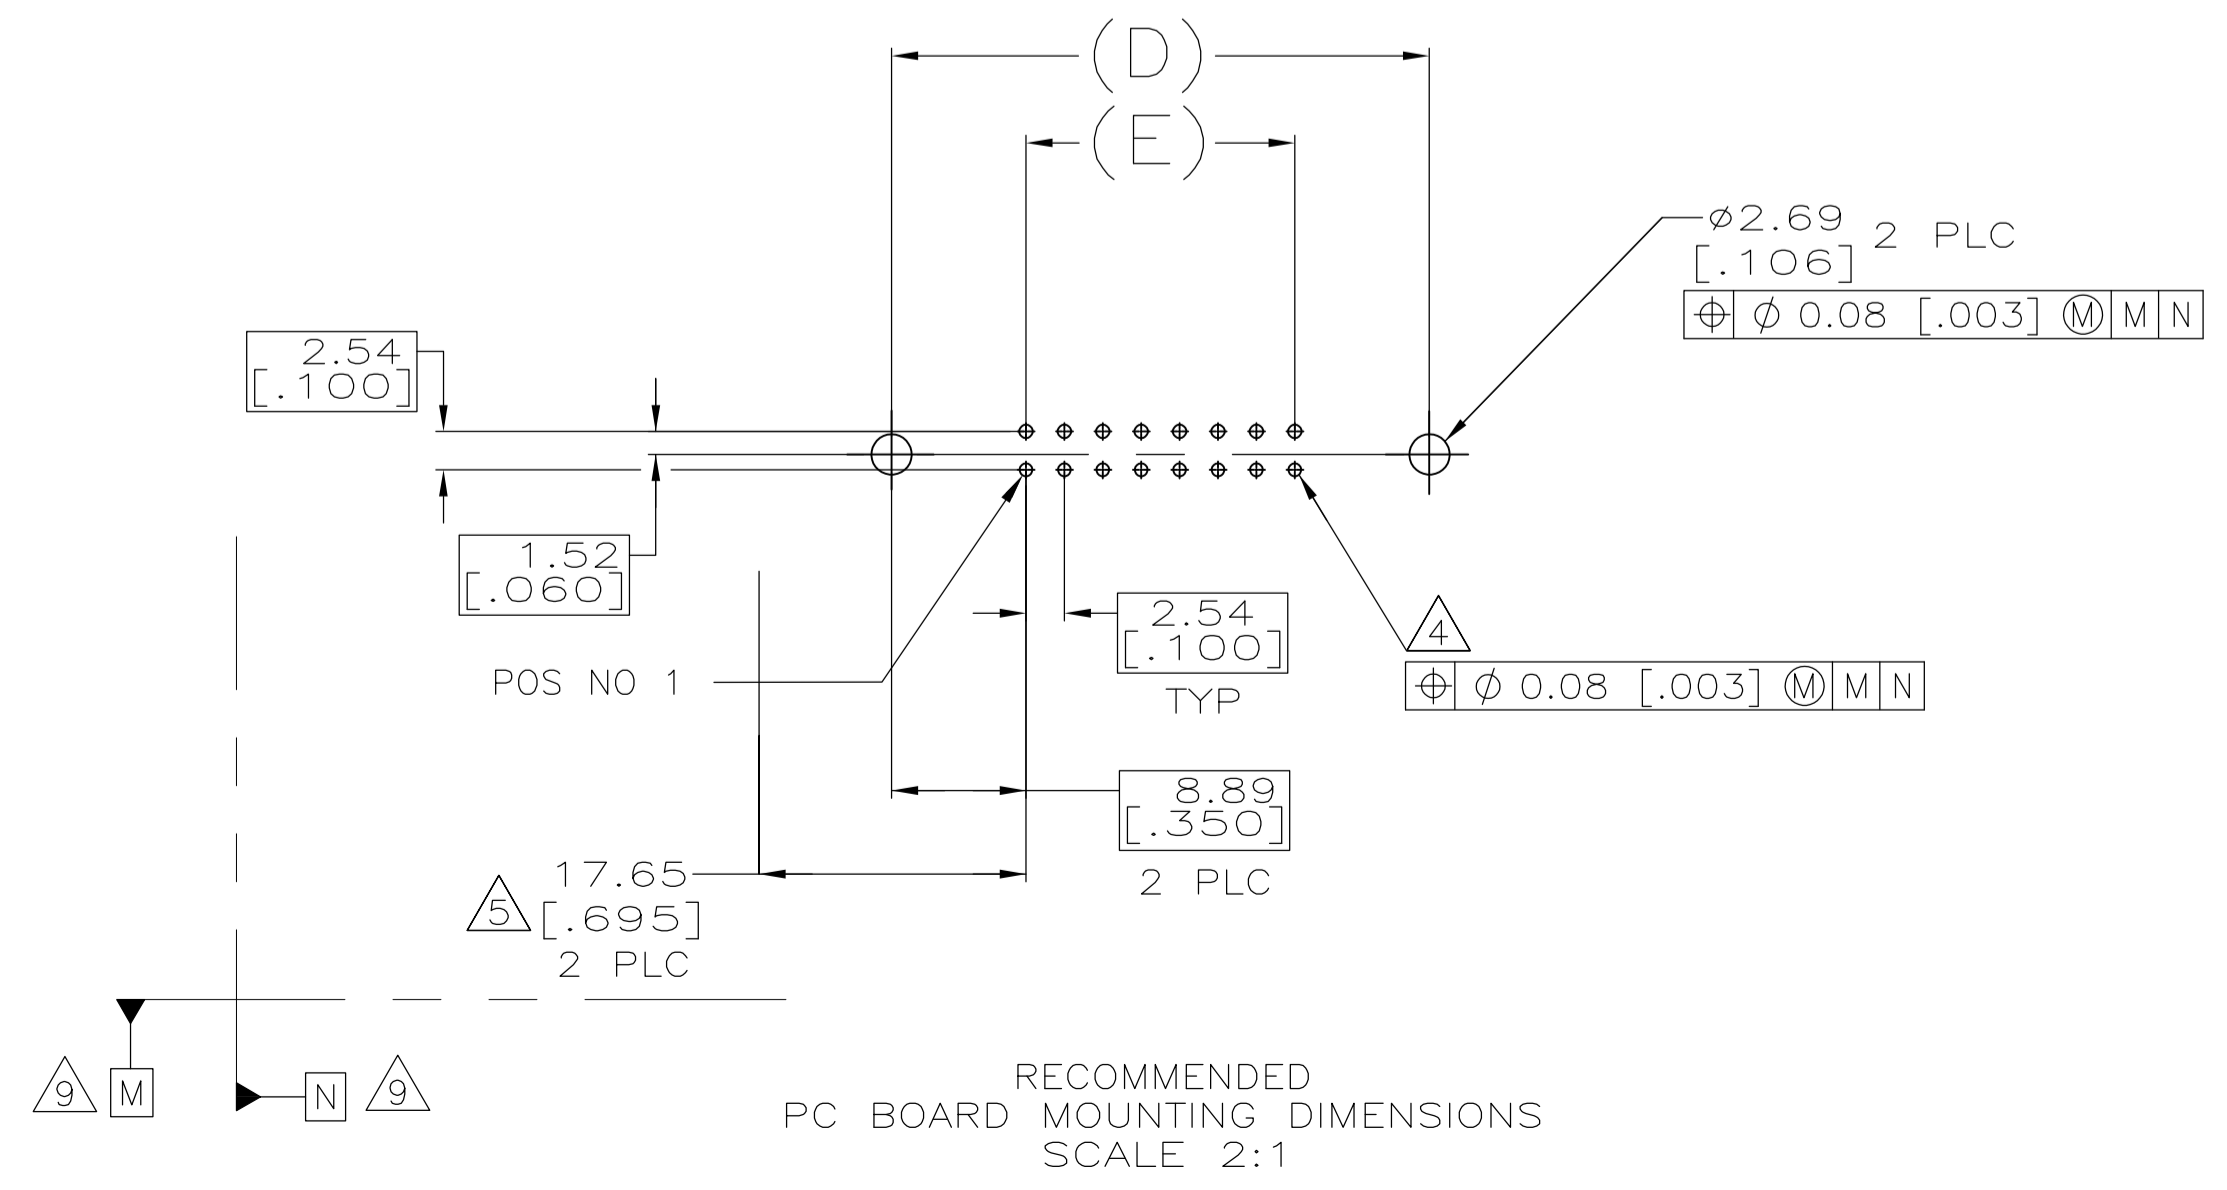 (D)
(E)
⌀2.69 2 PLC
[.106]
⌖ ⌀ 0.08 [.003] Ⓜ M N
2.54
[.100]
1.52
[.060]
2.54
[.100]
TYP
4
⌖ ⌀ 0.08 [.003] Ⓜ M N
POS NO 1
8.89
[.350]
2 PLC
17.65
5 [.695]
2 PLC
9 M N 9
RECOMMENDED
PC BOARD MOUNTING DIMENSIONS
SCALE 2:1